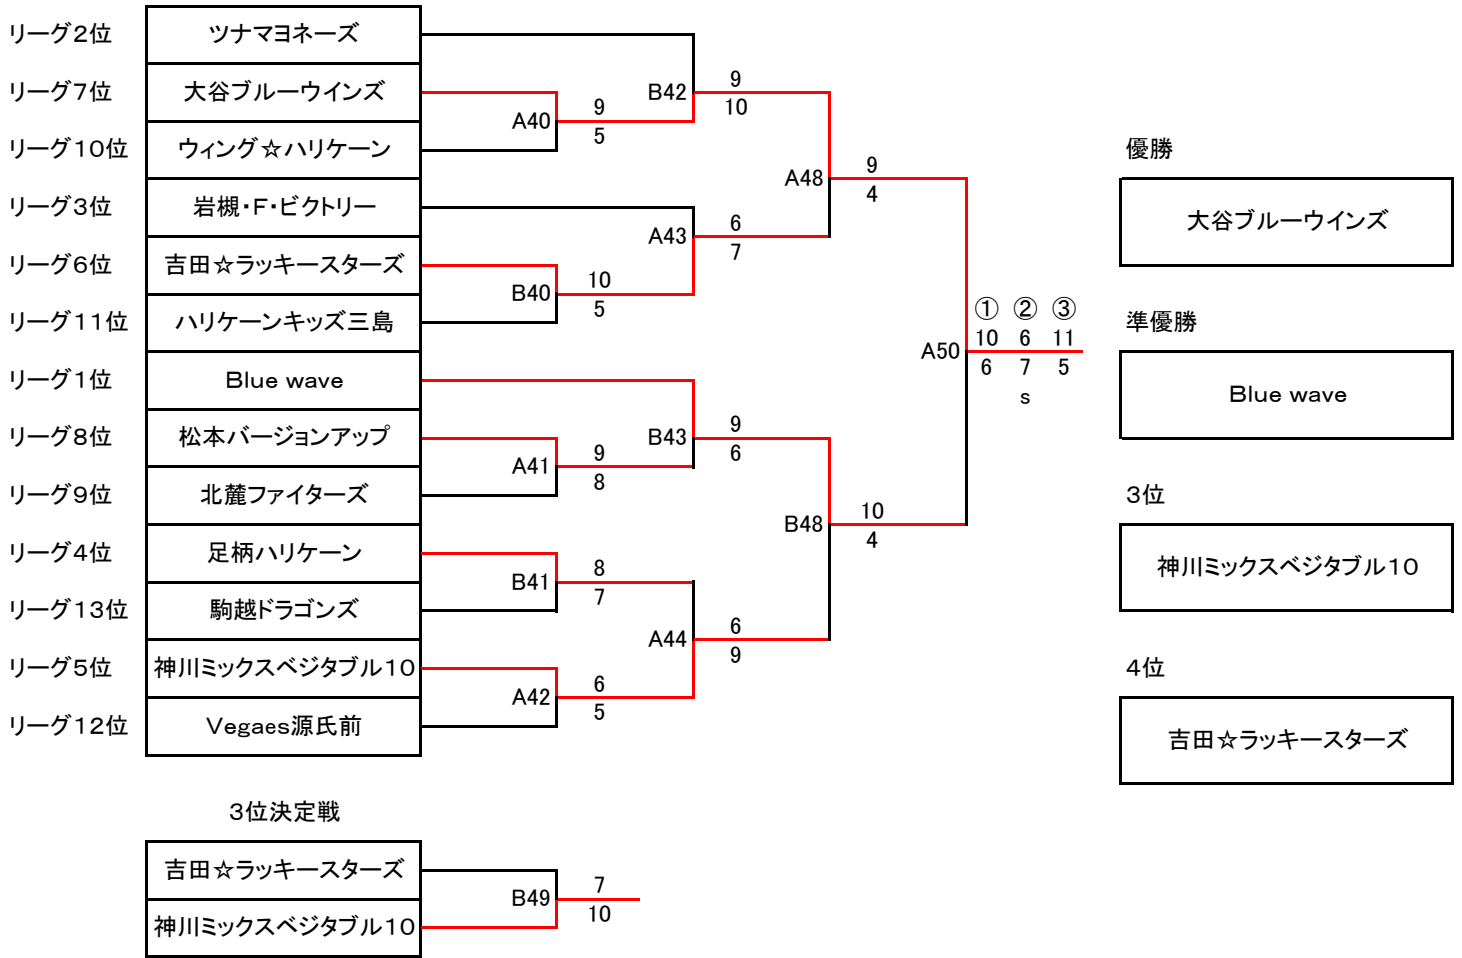 リーグ2位 ツナマヨネーズ
リーグ7位 大谷ブルーウインズ
リーグ10位 ウィング☆ハリケーン
リーグ3位 岩槻・F・ビクトリー
リーグ6位 吉田☆ラッキースターズ
リーグ11位 ハリケーンキッズ三島
リーグ1位 Blue wave
リーグ8位 松本バージョンアップ
リーグ9位 北麓ファイターズ
リーグ4位 足柄ハリケーン
リーグ13位 駒越ドラゴンズ
リーグ5位 神川ミックスベジタブル10
リーグ12位 Vegaes源氏前
A40 9
5
B40 10
5
A41 9
8
B41 8
7
A42 6
5
B42 9
10
A43 6
7
B43 9
6
A44 6
9
A48 9
4
B48 10
4
① ② ③
A50 10 6 11
6 7 5
s
優勝
大谷ブルーウインズ
準優勝
Blue wave
3位
神川ミックスベジタブル10
4位
吉田☆ラッキースターズ
3位決定戦
吉田☆ラッキースターズ
神川ミックスベジタブル10
B49 7
10